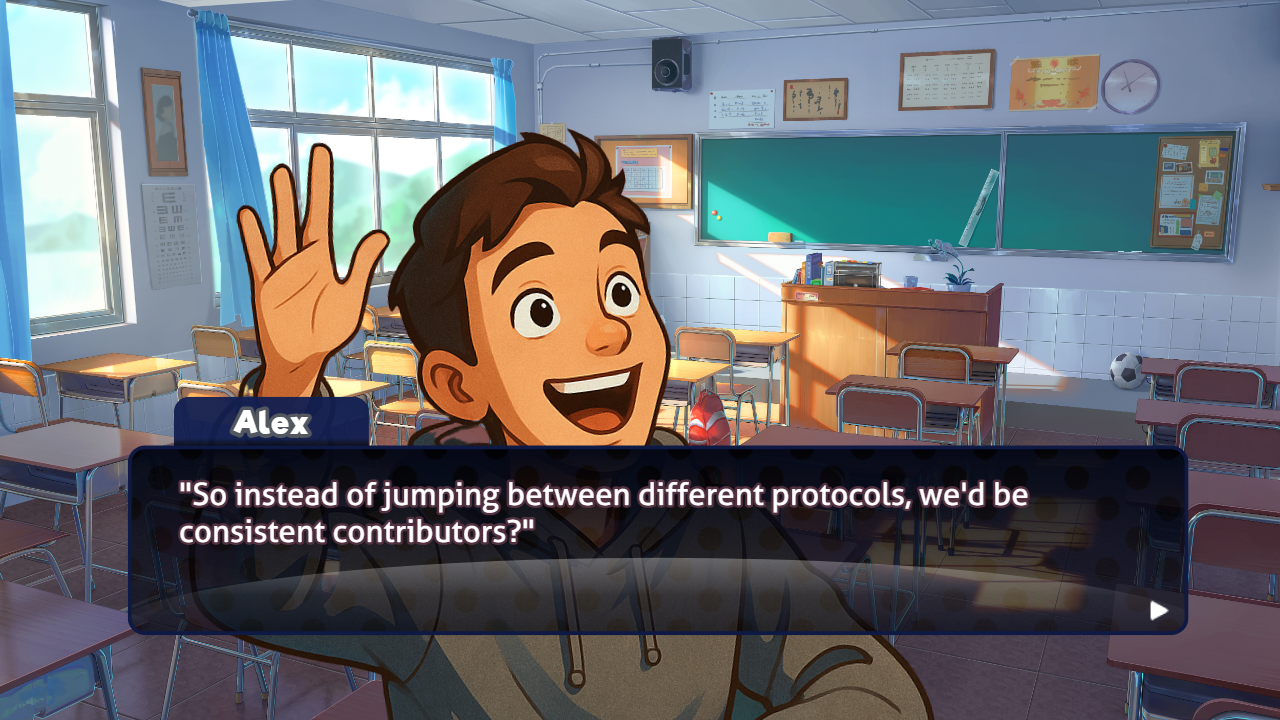 Alex
"So instead of jumping between different protocols, we'd be
consistent contributors?"